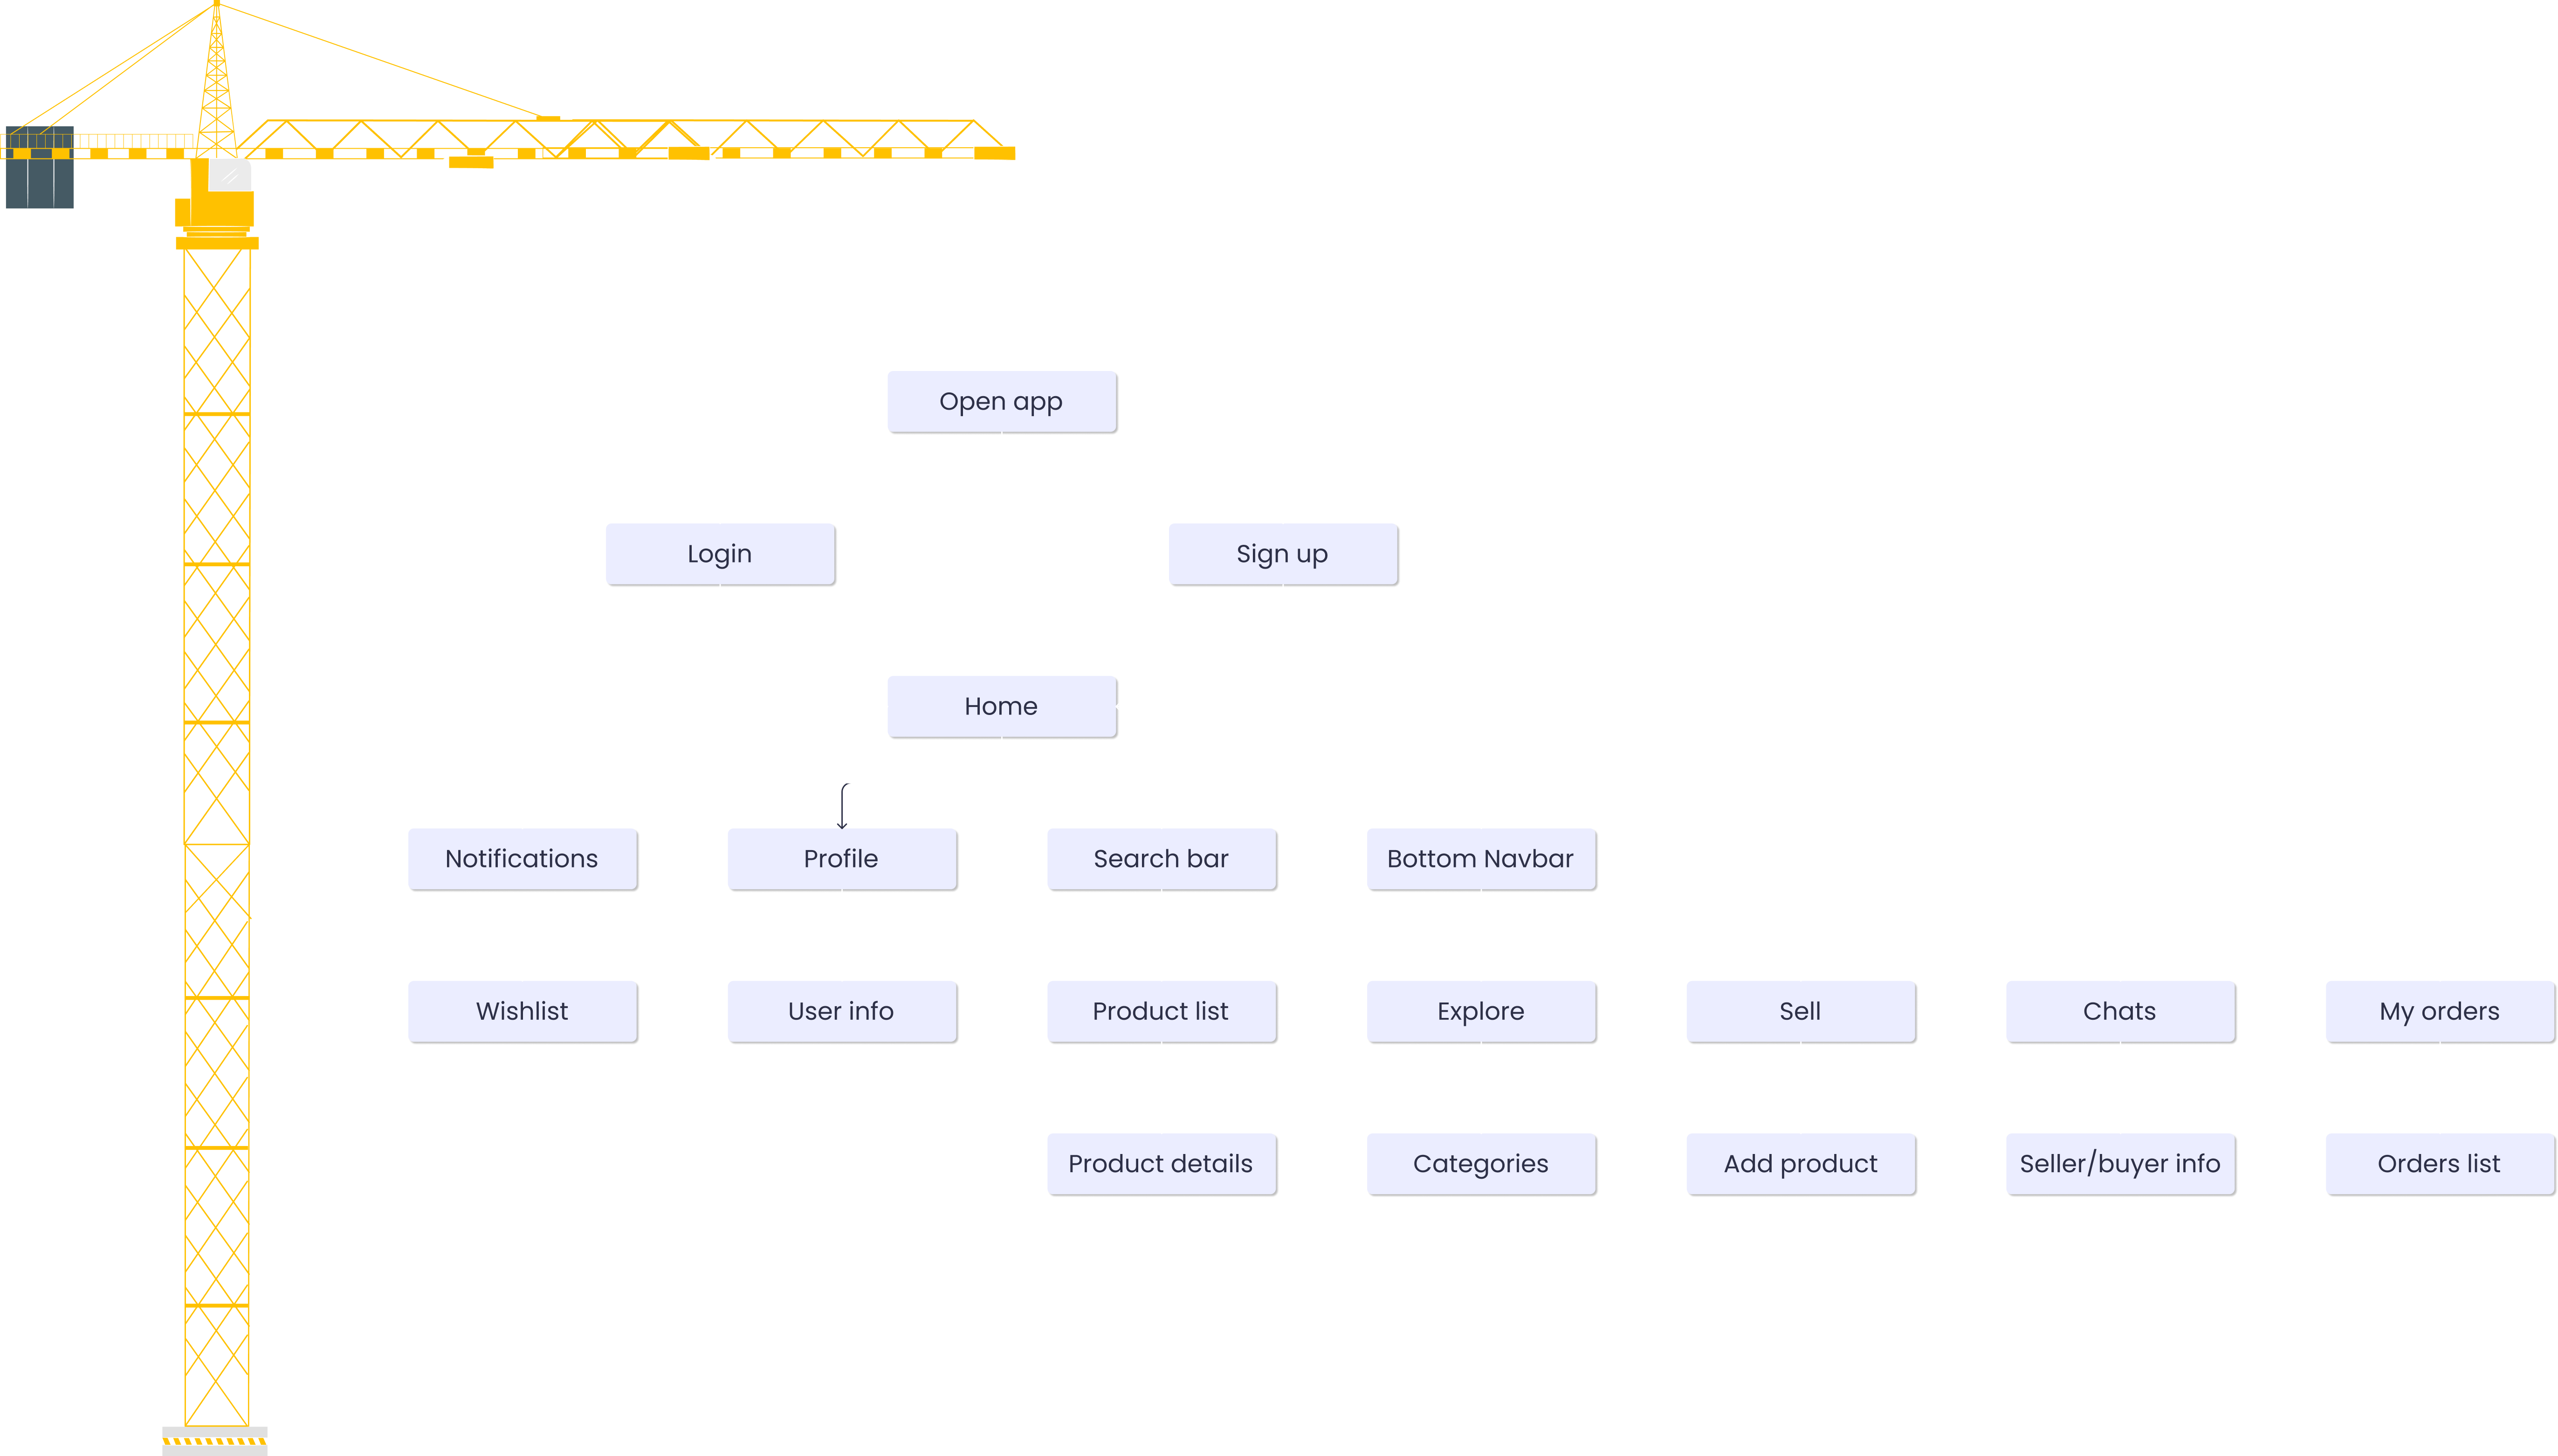 Open app
Login
Sign up
Home
Notifications
Profile
Search bar
Bottom Navbar
Wishlist
User info
Product list
Explore
Sell
Chats
My orders
Product details
Categories
Add product
Seller/buyer info
Orders list